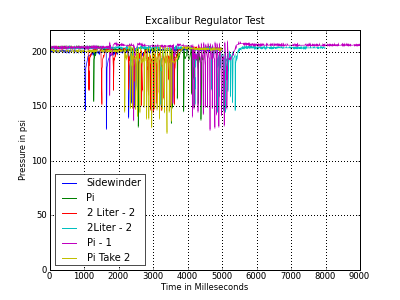 Excalibur Regulator Test
200
150
100
50
0
Pressure in psi
Sidewinder
Pi
2 Liter - 2
2Liter - 2
Pi - 1
Pi Take 2
0 1000 2000 3000 4000 5000 6000 7000 8000 9000
Time in Milleseconds